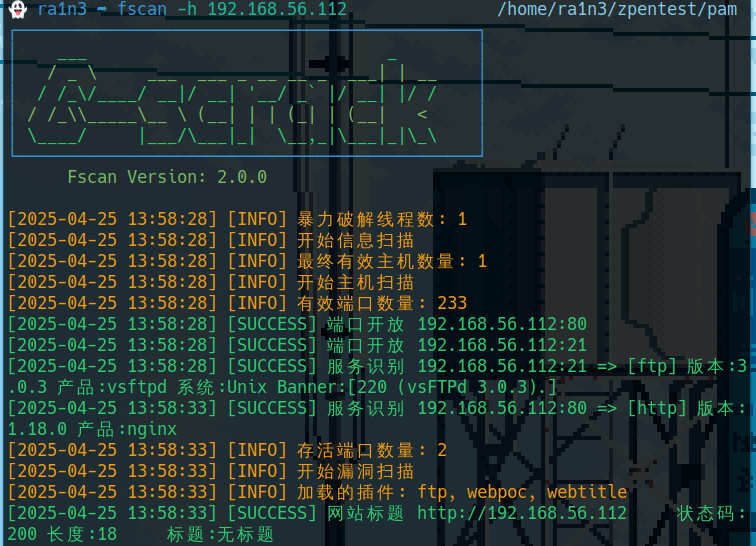 ra1n3 → fscan -h 192.168.56.112 /home/ra1n3/zpentest/pam
Fscan Version: 2.0.0
[2025-04-25 13:58:28] [INFO] 暴力破解线程数: 1
[2025-04-25 13:58:28] [INFO] 开始信息扫描
[2025-04-25 13:58:28] [INFO] 最终有效主机数量: 1
[2025-04-25 13:58:28] [INFO] 开始主机扫描
[2025-04-25 13:58:28] [INFO] 有效端口数量: 233
[2025-04-25 13:58:28] [SUCCESS] 端口开放 192.168.56.112:80
[2025-04-25 13:58:28] [SUCCESS] 端口开放 192.168.56.112:21
[2025-04-25 13:58:28] [SUCCESS] 服务识别 192.168.56.112:21 => [ftp] 版本:3
.0.3 产品:vsftpd 系统:Unix Banner:[220 (vsFTPd 3.0.3).]
[2025-04-25 13:58:33] [SUCCESS] 服务识别 192.168.56.112:80 => [http] 版本:
1.18.0 产品:nginx
[2025-04-25 13:58:33] [INFO] 存活端口数量: 2
[2025-04-25 13:58:33] [INFO] 开始漏洞扫描
[2025-04-25 13:58:33] [INFO] 加载的插件: ftp, webpoc, webtitle
[2025-04-25 13:58:33] [SUCCESS] 网站标题 http://192.168.56.112 状态码:
200 长度:18 标题:无标题